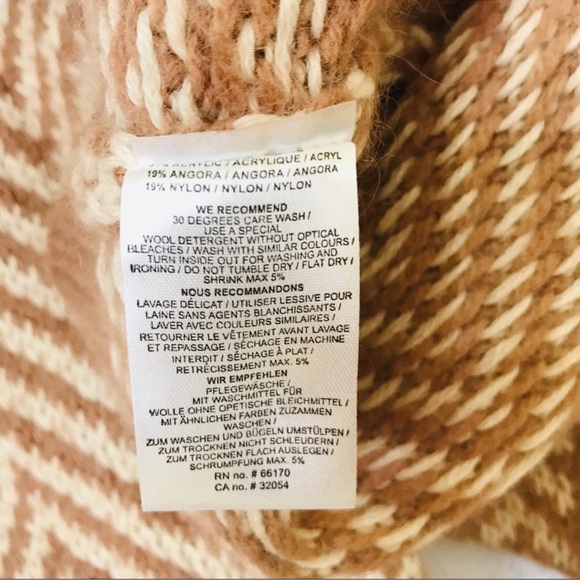 ACRYLIC / ACRYLIQUE / ACRYL
19% ANGORA / ANGORA / ANGORA
19% NYLON / NYLON / NYLON
WE RECOMMEND
30 DEGREES CARE WASH /
USE A SPECIAL
WOOL DETERGENT WITHOUT OPTICAL
BLEACHES / WASH WITH SIMILAR COLOURS /
TURN INSIDE OUT FOR WASHING AND
IRONING / DO NOT TUMBLE DRY / FLAT DRY /
SHRINK MAX 5%
NOUS RECOMMANDONS
LAVAGE DÉLICAT / UTILISER LESSIVE POUR
LAINE SANS AGENTS BLANCHISSANTS /
LAVER AVEC COULEURS SIMILAIRES /
RETOURNER LE VÊTEMENT AVANT LAVAGE
ET REPASSAGE / SÉCHAGE EN MACHINE
INTERDIT / SÉCHAGE À PLAT /
RETRÉCISSEMENT MAX. 5%
WIR EMPFEHLEN
PFLEGEWÄSCHE /
MIT WASCHMITTEL FÜR
WOLLE OHNE OPTISCHE BLEICHMITTEL /
MIT ÄHNLICHEN FARBEN ZUSAMMEN
WASCHEN /
ZUM WASCHEN UND BÜGELN UMSTÜLPEN /
ZUM TROCKNEN NICHT SCHLEUDERN /
ZUM TROCKNEN FLACH AUSLEGEN /
SCHRUMPFUNG MAX. 5%
RN no. # 66170
CA no. # 32054